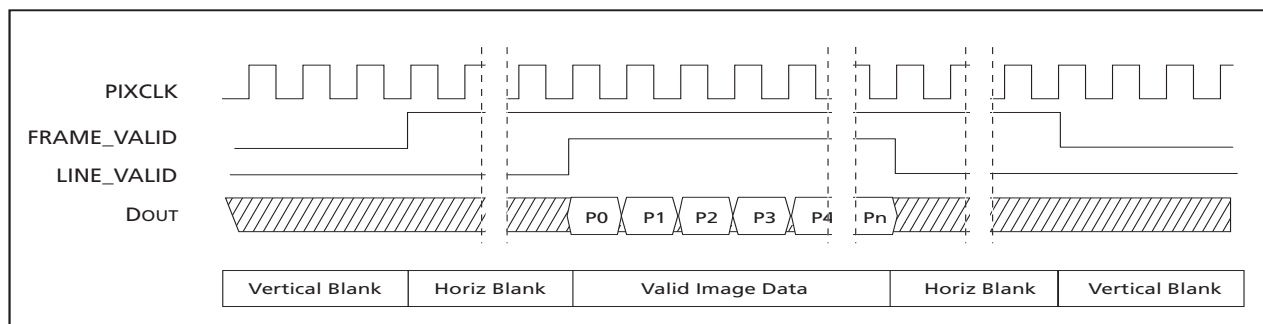 PIXCLK
FRAME_VALID
LINE_VALID
DOUT P0 P1 P2 P3 P4 Pn
Vertical Blank Horiz Blank Valid Image Data Horiz Blank Vertical Blank